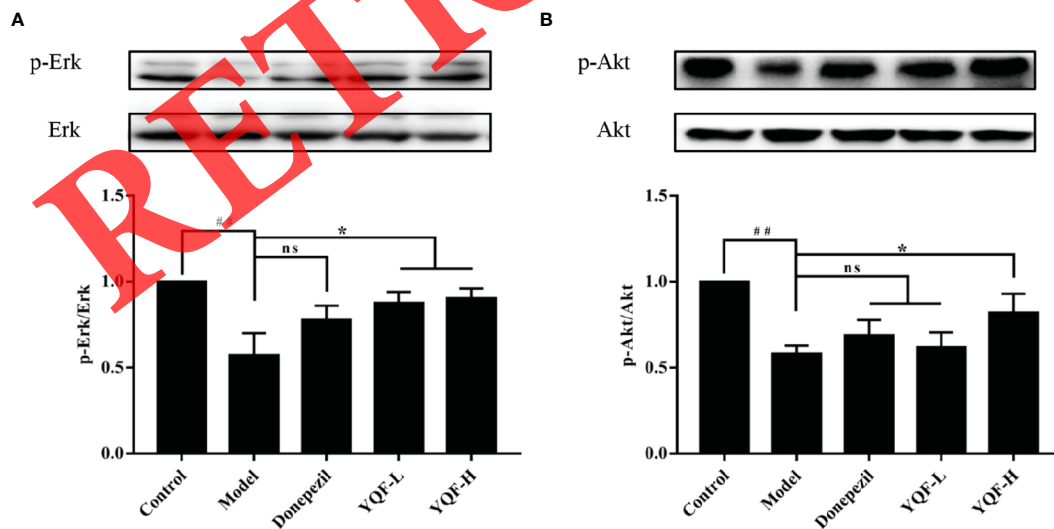 A
B
p-Erk
Erk
p-Akt
Akt
RET
p-Erk/Erk
1.5
1.0
0.5
0.0
##
*
ns
Control
Model
Donepezil
YQF-L
YQF-H
p-Akt/Akt
1.5
1.0
0.5
0.0
##
*
ns
Control
Model
Donepezil
YQF-L
YQF-H